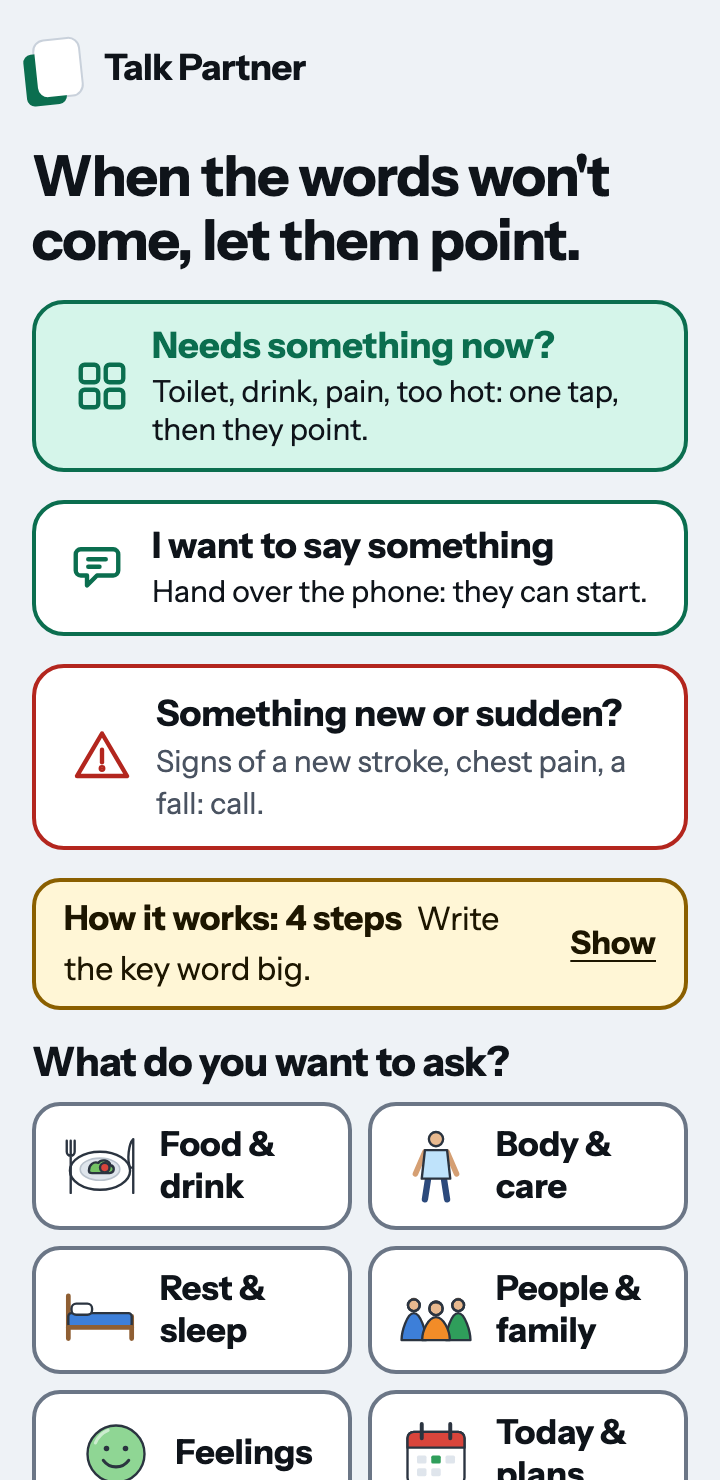 Talk Partner
When the words won't
come, let them point.
Needs something now?
Toilet, drink, pain, too hot: one tap,
then they point.
I want to say something
Hand over the phone: they can start.
Something new or sudden?
Signs of a new stroke, chest pain, a
fall: call.
How it works: 4 steps Write
the key word big.
Show
What do you want to ask?
Food &
drink
Body &
care
Rest &
sleep
People &
family
Feelings
Today &
plans